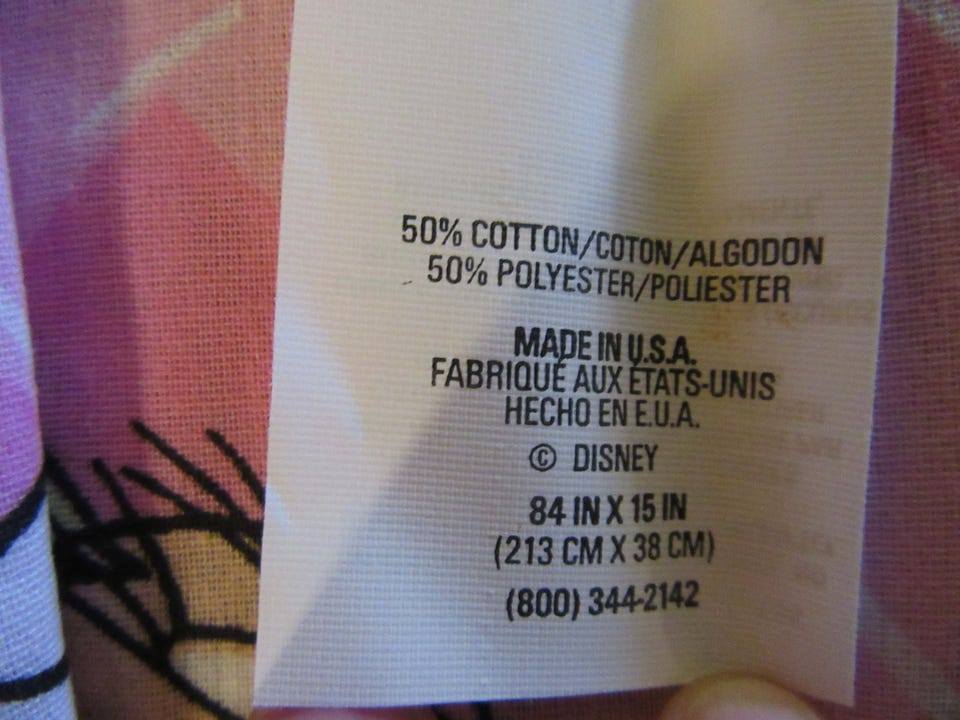 50% COTTON/COTON/ALGODON
50% POLYESTER/POLIESTER
MADE IN U.S.A.
FABRIQUÉ AUX ÉTATS-UNIS
HECHO EN E.U.A.
© DISNEY
84 IN X 15 IN
(213 CM X 38 CM)
(800) 344-2142